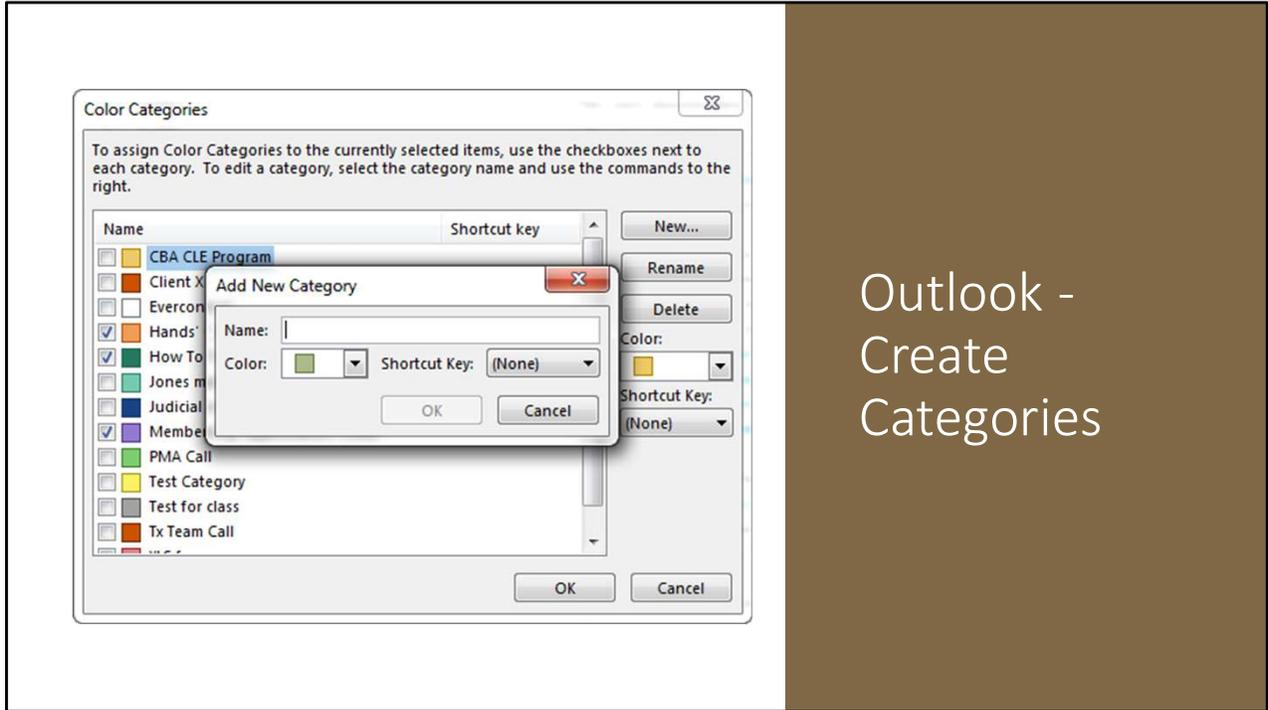 Color Categories
To assign Color Categories to the currently selected items, use the checkboxes next to
each category. To edit a category, select the category name and use the commands to the
right.
Name Shortcut key
New...
CBA CLE Program
Rename
Client X
Delete
Evercon
Color:
Hands'
How To
Jones m
Judicial
Shortcut Key:
(None)
Member
PMA Call
Test Category
Test for class
Tx Team Call
OK Cancel
Add New Category
Name:
Color: Shortcut Key: (None)
OK Cancel
Outlook -
Create
Categories